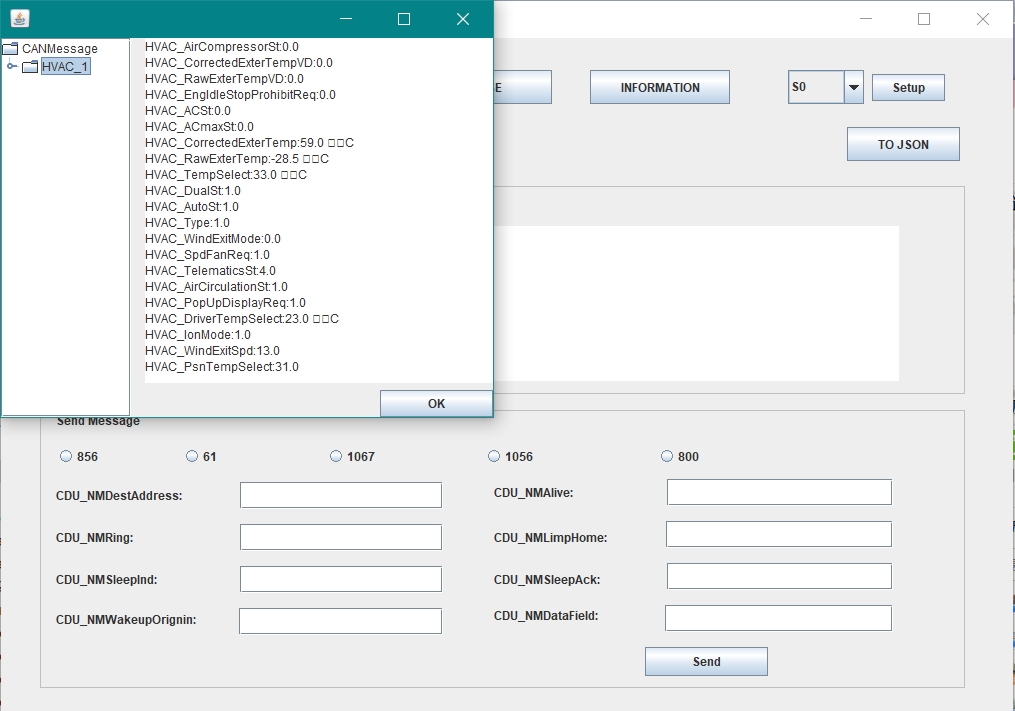 CANMessage
HVAC_1
HVAC_AirCompressorSt:0.0
HVAC_CorrectedExterTempVD:0.0
HVAC_RawExterTempVD:0.0
HVAC_EngIdleStopProhibitReq:0.0
HVAC_ACSt:0.0
HVAC_ACmaxSt:0.0
HVAC_CorrectedExterTemp:59.0 □□C
HVAC_RawExterTemp:-28.5 □□C
HVAC_TempSelect:33.0 □□C
HVAC_DualSt:1.0
HVAC_AutoSt:1.0
HVAC_Type:1.0
HVAC_WindExitMode:0.0
HVAC_SpdFanReq:1.0
HVAC_TelematicsSt:4.0
HVAC_AirCirculationSt:1.0
HVAC_PopUpDisplayReq:1.0
HVAC_DriverTempSelect:23.0 □□C
HVAC_IonMode:1.0
HVAC_WindExitSpd:13.0
HVAC_PsnTempSelect:31.0
OK
INFORMATION
S0
Setup
TO JSON
Send Message
856
61
1067
1056
800
CDU_NMDestAddress:
CDU_NMAlive:
CDU_NMRing:
CDU_NMLimpHome:
CDU_NMSleepInd:
CDU_NMSleepAck:
CDU_NMWakeupOrignin:
CDU_NMDataField:
Send